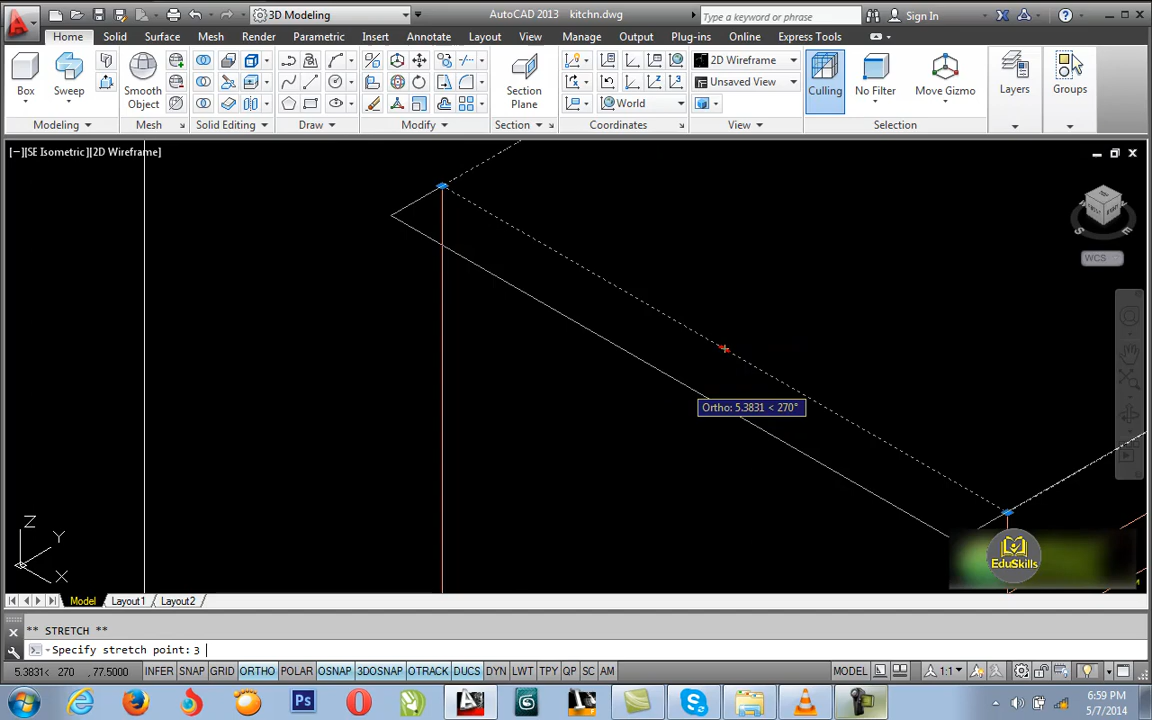 3D Modeling
AutoCAD 2013 kitchn.dwg
Type a keyword or phrase
Sign In
Home Solid Surface Mesh Render Parametric Insert Annotate Layout View Manage Output Plug-ins Online Express Tools
Box
Sweep
Smooth
Object
2D Wireframe
Unsaved View
World
Section
Plane
Culling
No Filter
Move Gizmo
Layers
Groups
Modeling
Mesh
Solid Editing
Draw
Modify
Section
Coordinates
View
Selection
[−]SE Isometric][2D Wireframe]
WCS
Ortho: 5.3831 < 270°
Z
Y
X
EduSkills
Model Layout1 Layout2
** STRETCH **
Specify stretch point: 3
5.3831< 270 , 77.5000
INFER SNAP GRID ORTHO POLAR OSNAP 3DOSNAP OTRACK DUCS DYN LWT TPY QP SC AM
MODEL
1:1
Ps
6:59 PM
5/7/2014